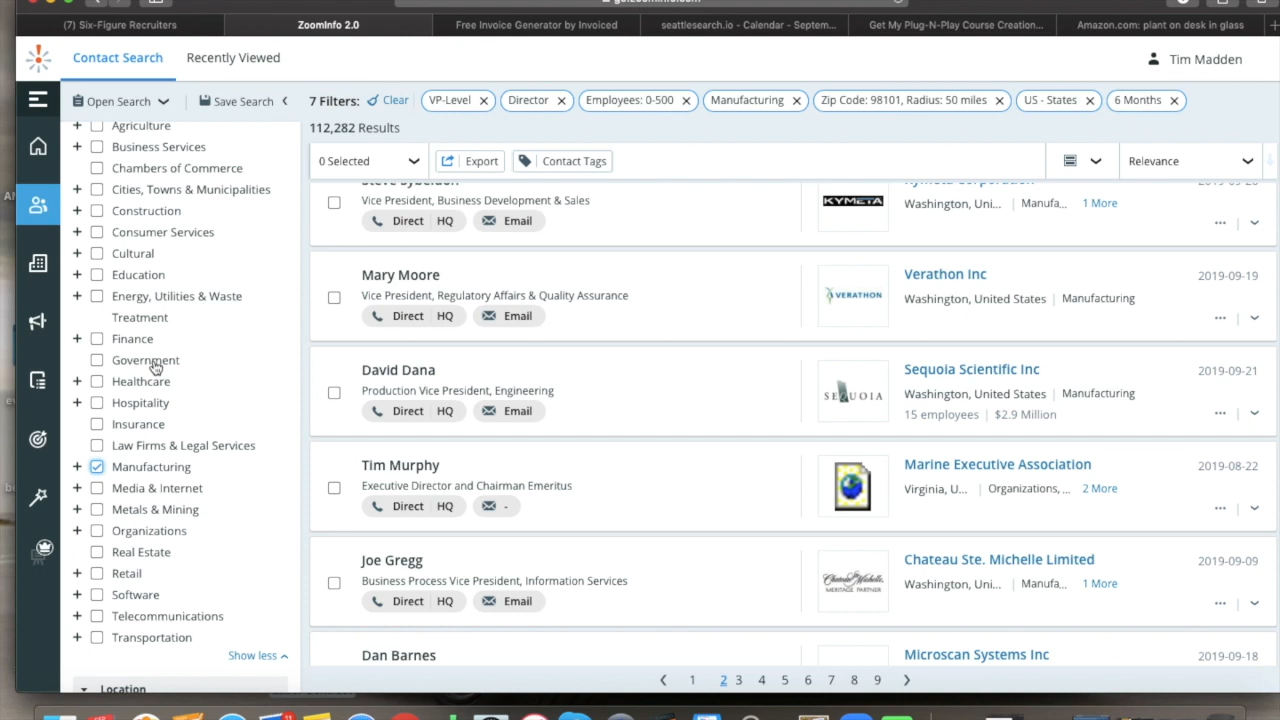 (7) Six-Figure Recruiters
ZoomInfo 2.0
Free Invoice Generator by Invoiced
seattlesearch.io - Calendar - Septem...
Get My Plug-N-Play Course Creation...
Amazon.com: plant on desk in glass
Contact Search
Recently Viewed
Tim Madden
Open Search
Save Search
7 Filters:
Clear
VP-Level
Director
Employees: 0-500
Manufacturing
Zip Code: 98101, Radius: 50 miles
US - States
6 Months
112,282 Results
0 Selected
Export
Contact Tags
Relevance
Agriculture
Business Services
Chambers of Commerce
Cities, Towns & Municipalities
Construction
Consumer Services
Cultural
Education
Energy, Utilities & Waste
Treatment
Finance
Government
Healthcare
Hospitality
Insurance
Law Firms & Legal Services
Manufacturing
Media & Internet
Metals & Mining
Organizations
Real Estate
Retail
Software
Telecommunications
Transportation
Show less
Location
Vice President, Business Development & Sales
Direct HQ
Email
KYMETA
Kymeta Corporation
Washington, Uni... | Manufa... 1 More
Mary Moore
Vice President, Regulatory Affairs & Quality Assurance
Direct HQ
Email
VERATHON
Verathon Inc
Washington, United States | Manufacturing
2019-09-19
David Dana
Production Vice President, Engineering
Direct HQ
Email
SEQUOIA
Sequoia Scientific Inc
Washington, United States | Manufacturing
15 employees | $2.9 Million
2019-09-21
Tim Murphy
Executive Director and Chairman Emeritus
Direct HQ
-
Marine Executive Association
Virginia, U... | Organizations, ... 2 More
2019-08-22
Joe Gregg
Business Process Vice President, Information Services
Direct HQ
Email
Chateau Ste. Michelle Limited
Washington, Uni... | Manufa... 1 More
2019-09-09
Dan Barnes
Microscan Systems Inc
2019-09-18
1 2 3 4 5 6 7 8 9